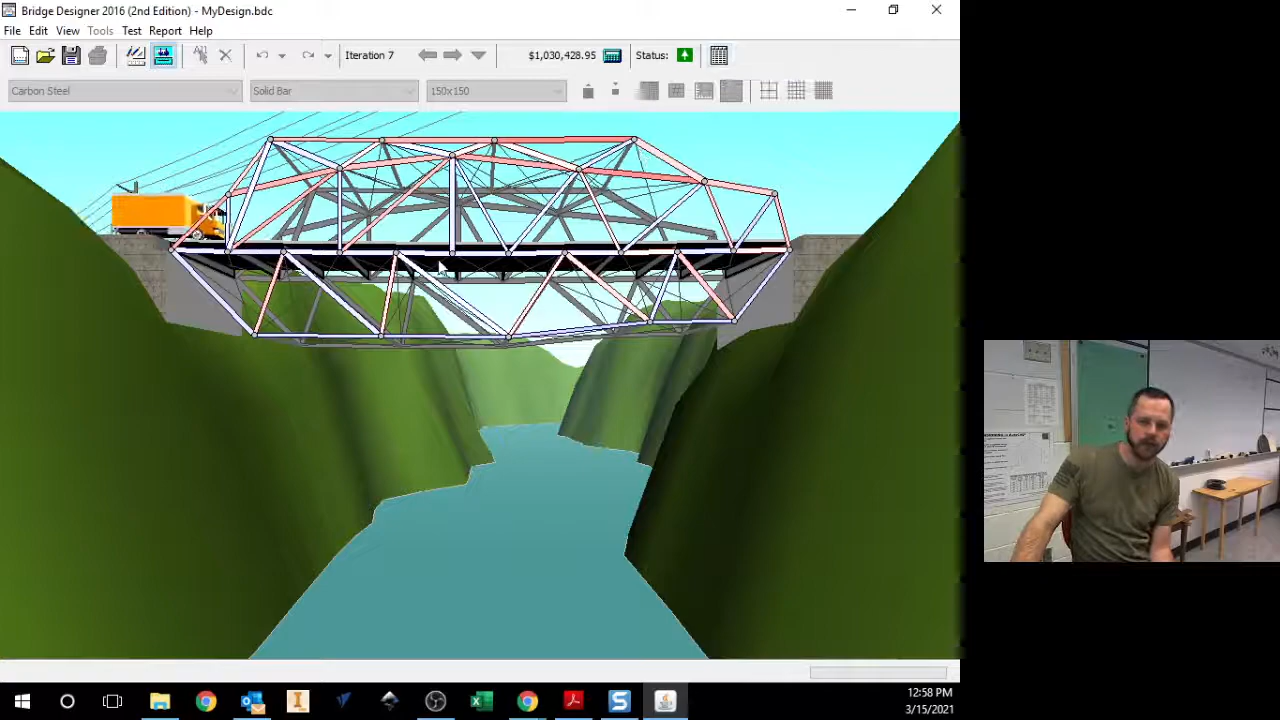 Bridge Designer 2016 (2nd Edition) - MyDesign.bdc
File Edit View Tools Test Report Help
Iteration 7 $1,030,428.95 Status:
Carbon Steel Solid Bar 150x150
12:58 PM
3/15/2021